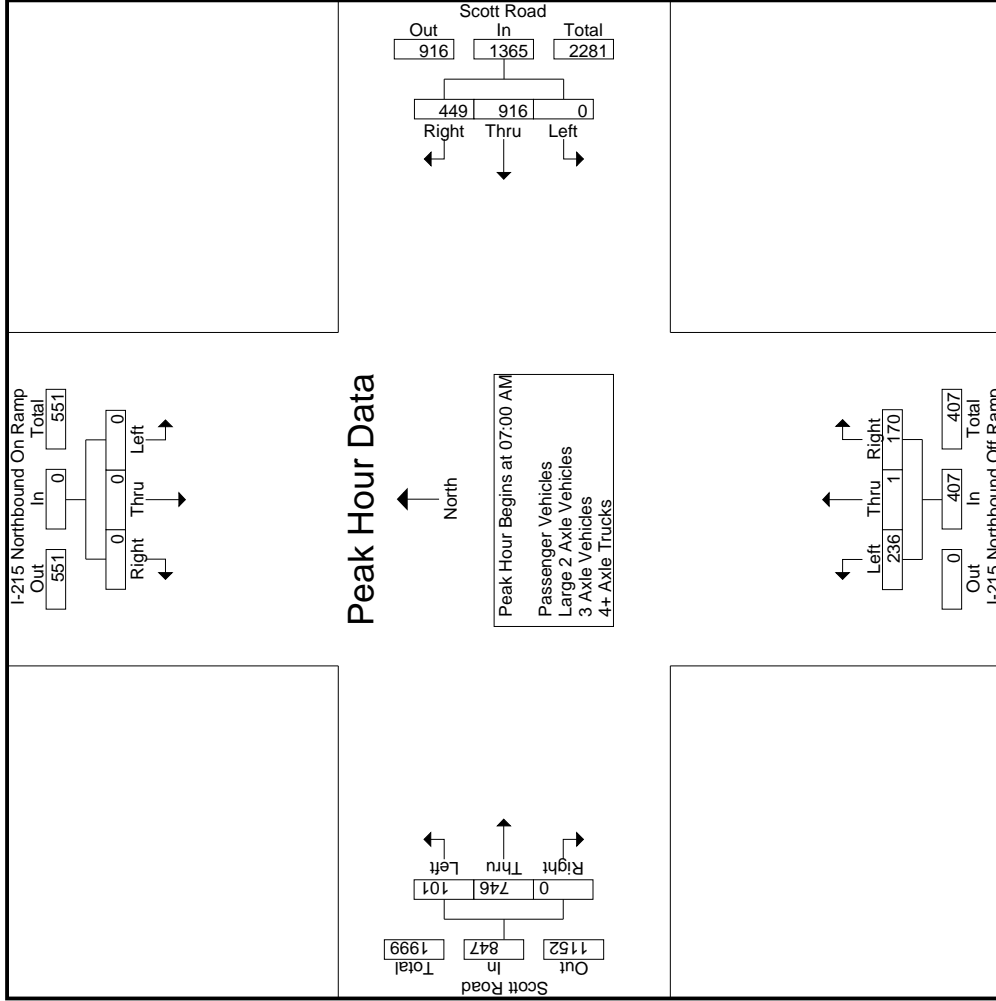 Scott Road
Out In Total
916 1365 2281
449 916 0
Right Thru Left
I-215 Northbound On Ramp
Out In Total
551 0 551
0 0 0
Right Thru Left
Peak Hour Data
North
Peak Hour Begins at 07:00 AM
Passenger Vehicles
Large 2 Axle Vehicles
3 Axle Vehicles
4+ Axle Trucks
Left Thru Right
236 1 170
0 407 407
Out In Total
I-215 Northbound Off Ramp
Left Thru Right
101 746 0
1999 847 1152
Total In Out
Scott Road